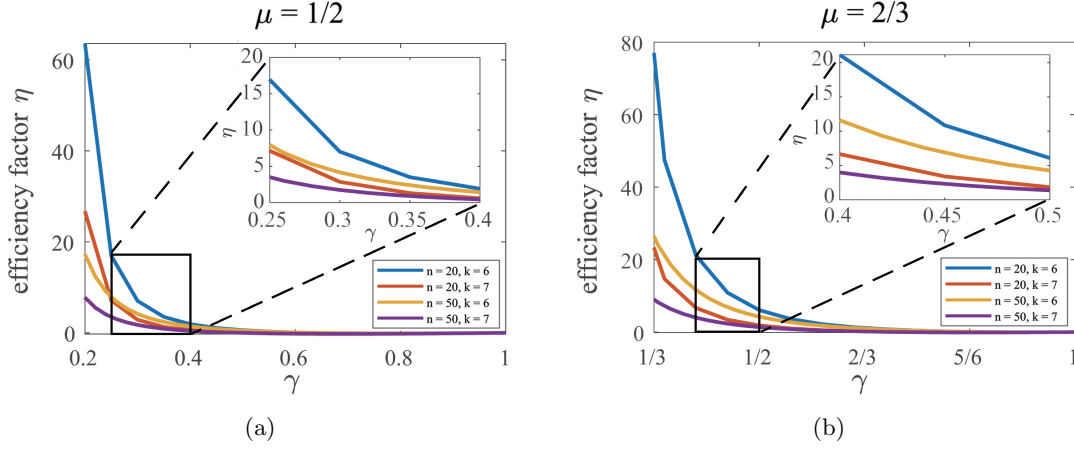 μ = 1/2
efficiency factor η
60
40
20
0
0.2
0.4
0.6
0.8
1
γ
20
15
10
5
0
η
0.25
0.3
0.35
0.4
γ
n = 20, k = 6
n = 20, k = 7
n = 50, k = 6
n = 50, k = 7
(a)
μ = 2/3
efficiency factor η
80
60
40
20
0
1/3
1/2
2/3
5/6
1
γ
20
15
10
5
0
η
0.4
0.45
0.5
γ
n = 20, k = 6
n = 20, k = 7
n = 50, k = 6
n = 50, k = 7
(b)